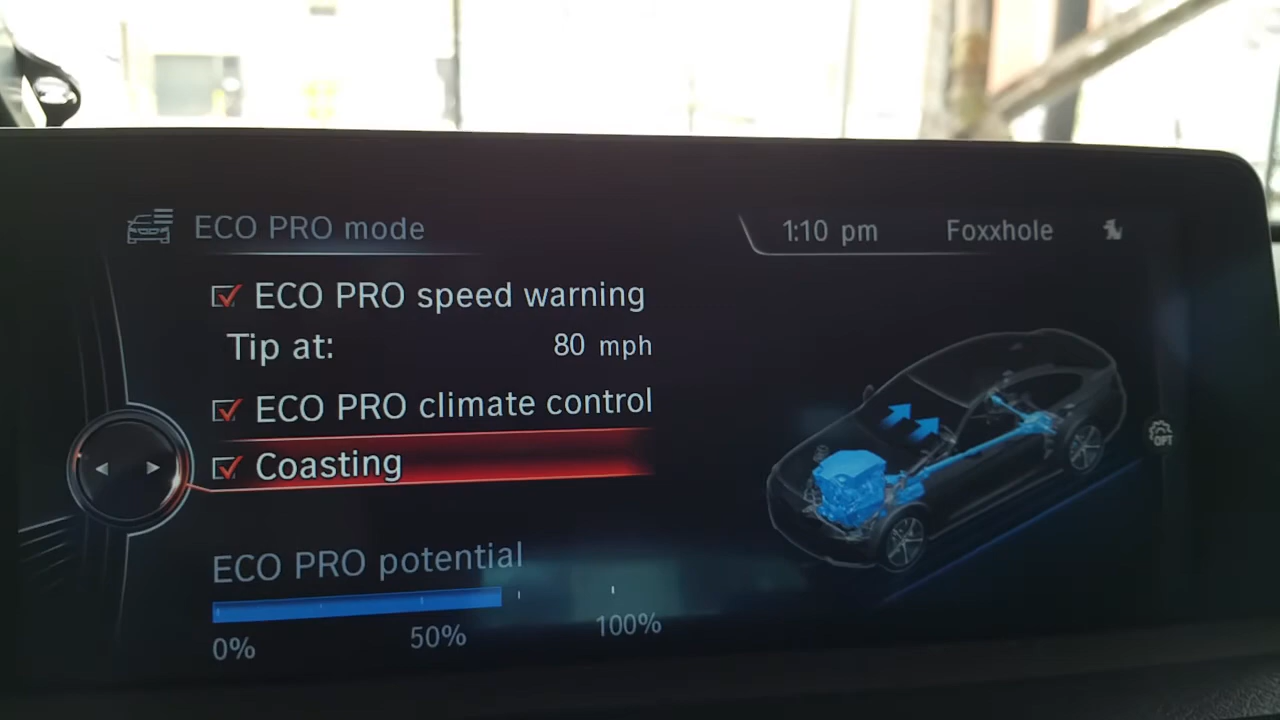 ECO PRO mode
1:10 pm
Foxxhole
ECO PRO speed warning
Tip at: 80 mph
ECO PRO climate control
Coasting
OPT
ECO PRO potential
0% 50% 100%